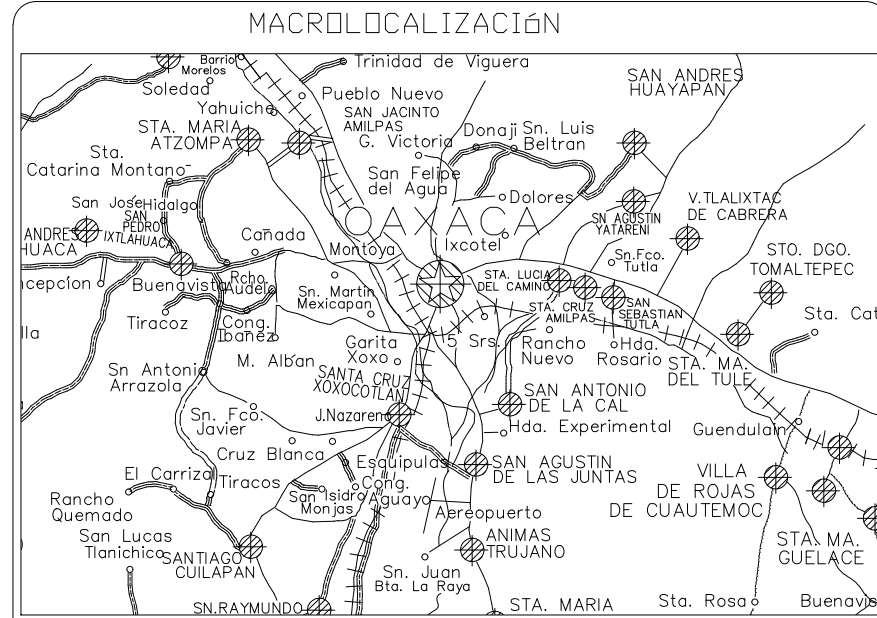 MACROLOCALIZACIóN
Barrio
Morelos
Trinidad de Viguera
Soledad
Pueblo Nuevo
SAN ANDRES
HUAYAPAN
Yahuiche
SAN JACINTO
AMILPAS
STA. MARIA
ATZOMPA
G. Victoria
Donaji
Sn. Luis
Beltran
Sta.
Catarina Montano
San Felipe
del Agua
San José
Hidalgo
Dolores
V.TLALIXTAC
DE CABRERA
SAN
PEDRO
IXTLAHUACA
OAXACA
SN AGUSTIN
YATARENI
ANDRES
HUACA
Cañada
Montoya
Ixcotel
Sn.Fco.
Tutla
STO. DGO.
TOMALTEPEC
ncepcíon
Buenavista
Rcho.
Sn. Martin
Mexicapan
STA. LUCIA
DEL CAMINO
STA. CRUZ
AMILPAS
SAN
SEBASTIAN
TUTLA
Tiracoz
Cong.
Ibañez
Sta. Cat
lla
Garita
Xoxo
5 Srs.
Rancho
Nuevo
Hda.
Rosario
STA. MA.
DEL TULE
M. Alban
Sn Antonio
Arrazola
SANTA CRUZ
XOXOCOTLAN
SAN ANTONIO
DE LA CAL
Sn. Fco.
Javier
J.Nazareno
Hda. Experimental
Guendulain
Cruz Blanca
Esquipulas
SAN AGUSTIN
DE LAS JUNTAS
VILLA
DE ROJAS
DE CUAUTEMOC
El Carrizal
Tiracos
San Isidro
Monjas
Cong.
Aguayo
Rancho
Quemado
Aereopuerto
San Lucas
Tlanichico
SANTIAGO
CUILAPAN
ANIMAS
TRUJANO
STA. MA.
GUELACE
Sn. Juan
Bta. La Raya
SN.RAYMUNDO
STA. MARIA
Sta. Rosa
Buenavis